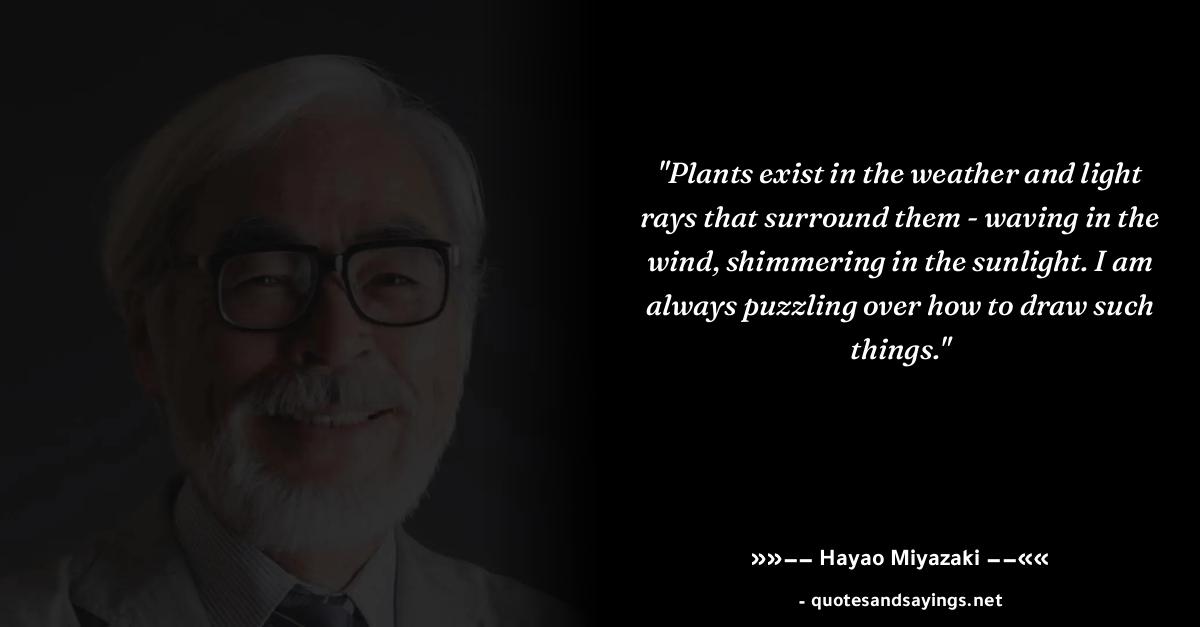 "Plants exist in the weather and light
rays that surround them - waving in the
wind, shimmering in the sunlight. I am
always puzzling over how to draw such
things."
»»−− Hayao Miyazaki −−««
- quotesandsayings.net